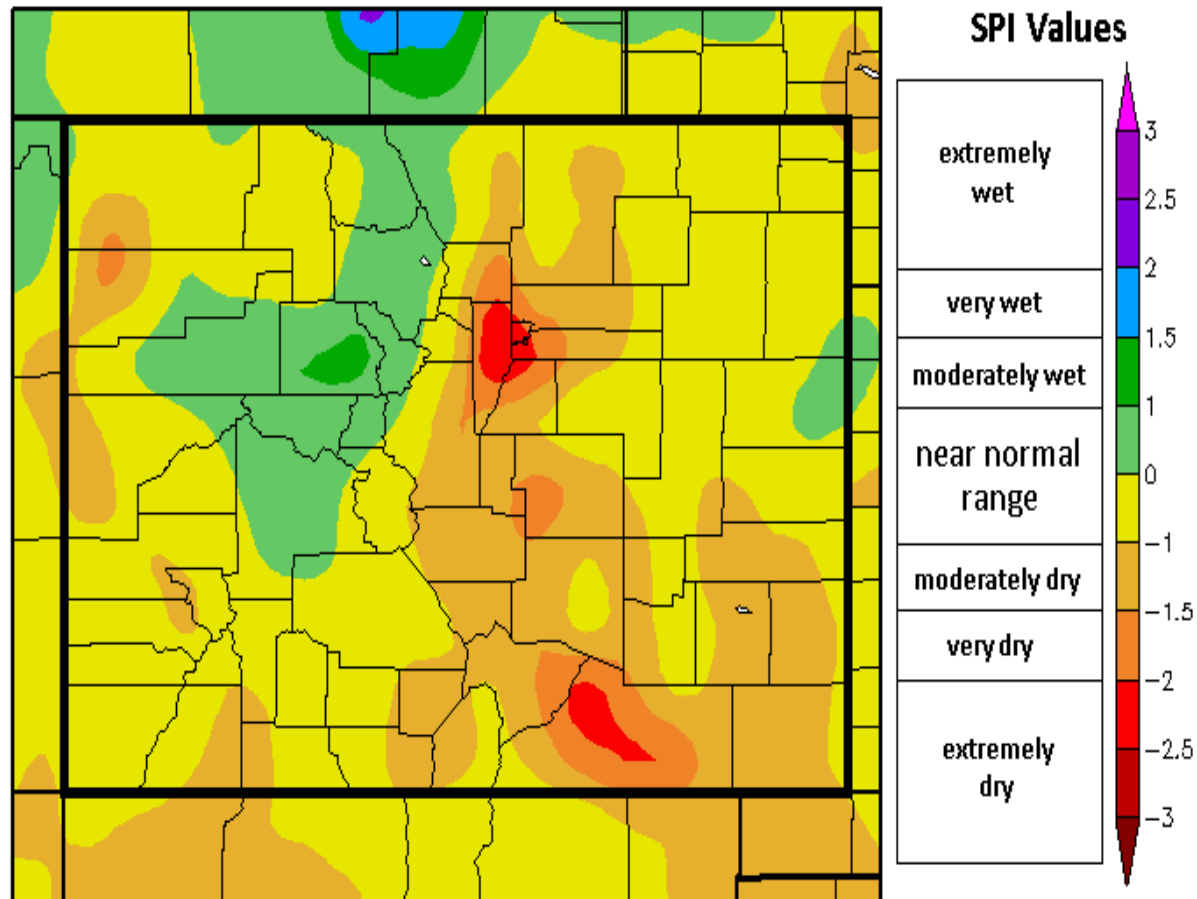 SPI Values
extremely
wet
very wet
moderately wet
near normal
range
moderately dry
very dry
extremely
dry
3
2.5
2
1.5
1
0
−1
−1.5
−2
−2.5
−3